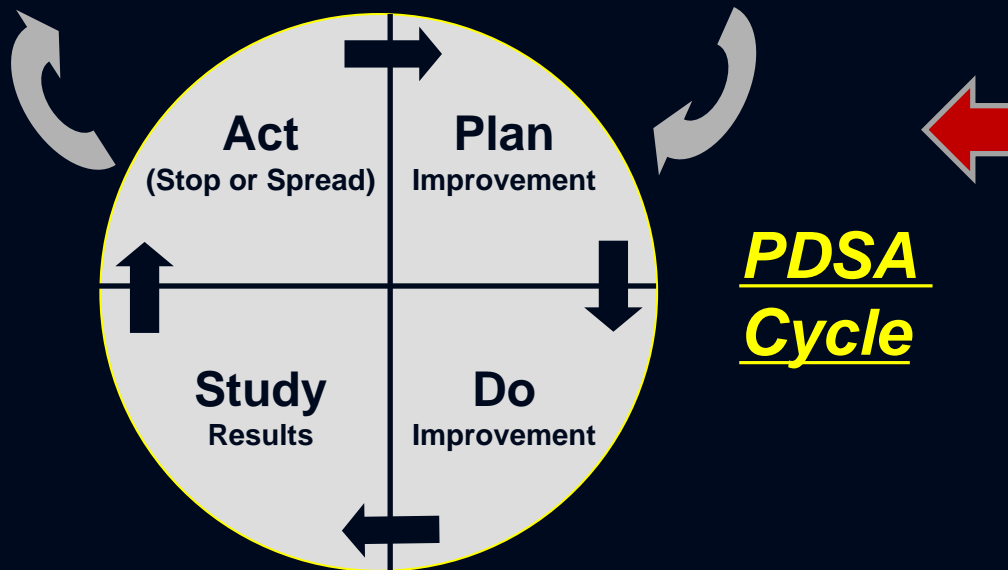 Act
(Stop or Spread)
Plan
Improvement
PDSA
Cycle
Study
Results
Do
Improvement